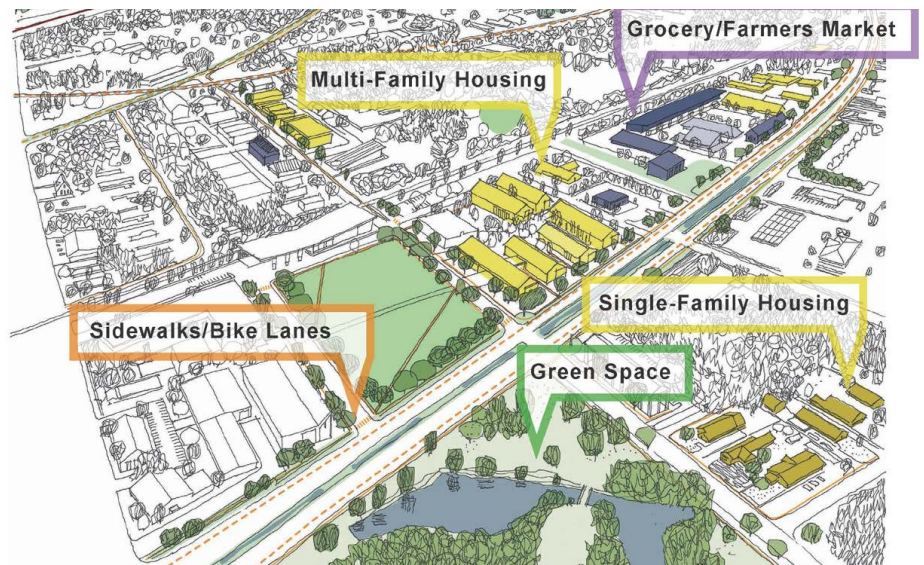 Grocery/Farmers Market
Multi-Family Housing
Single-Family Housing
Sidewalks/Bike Lanes
Green Space